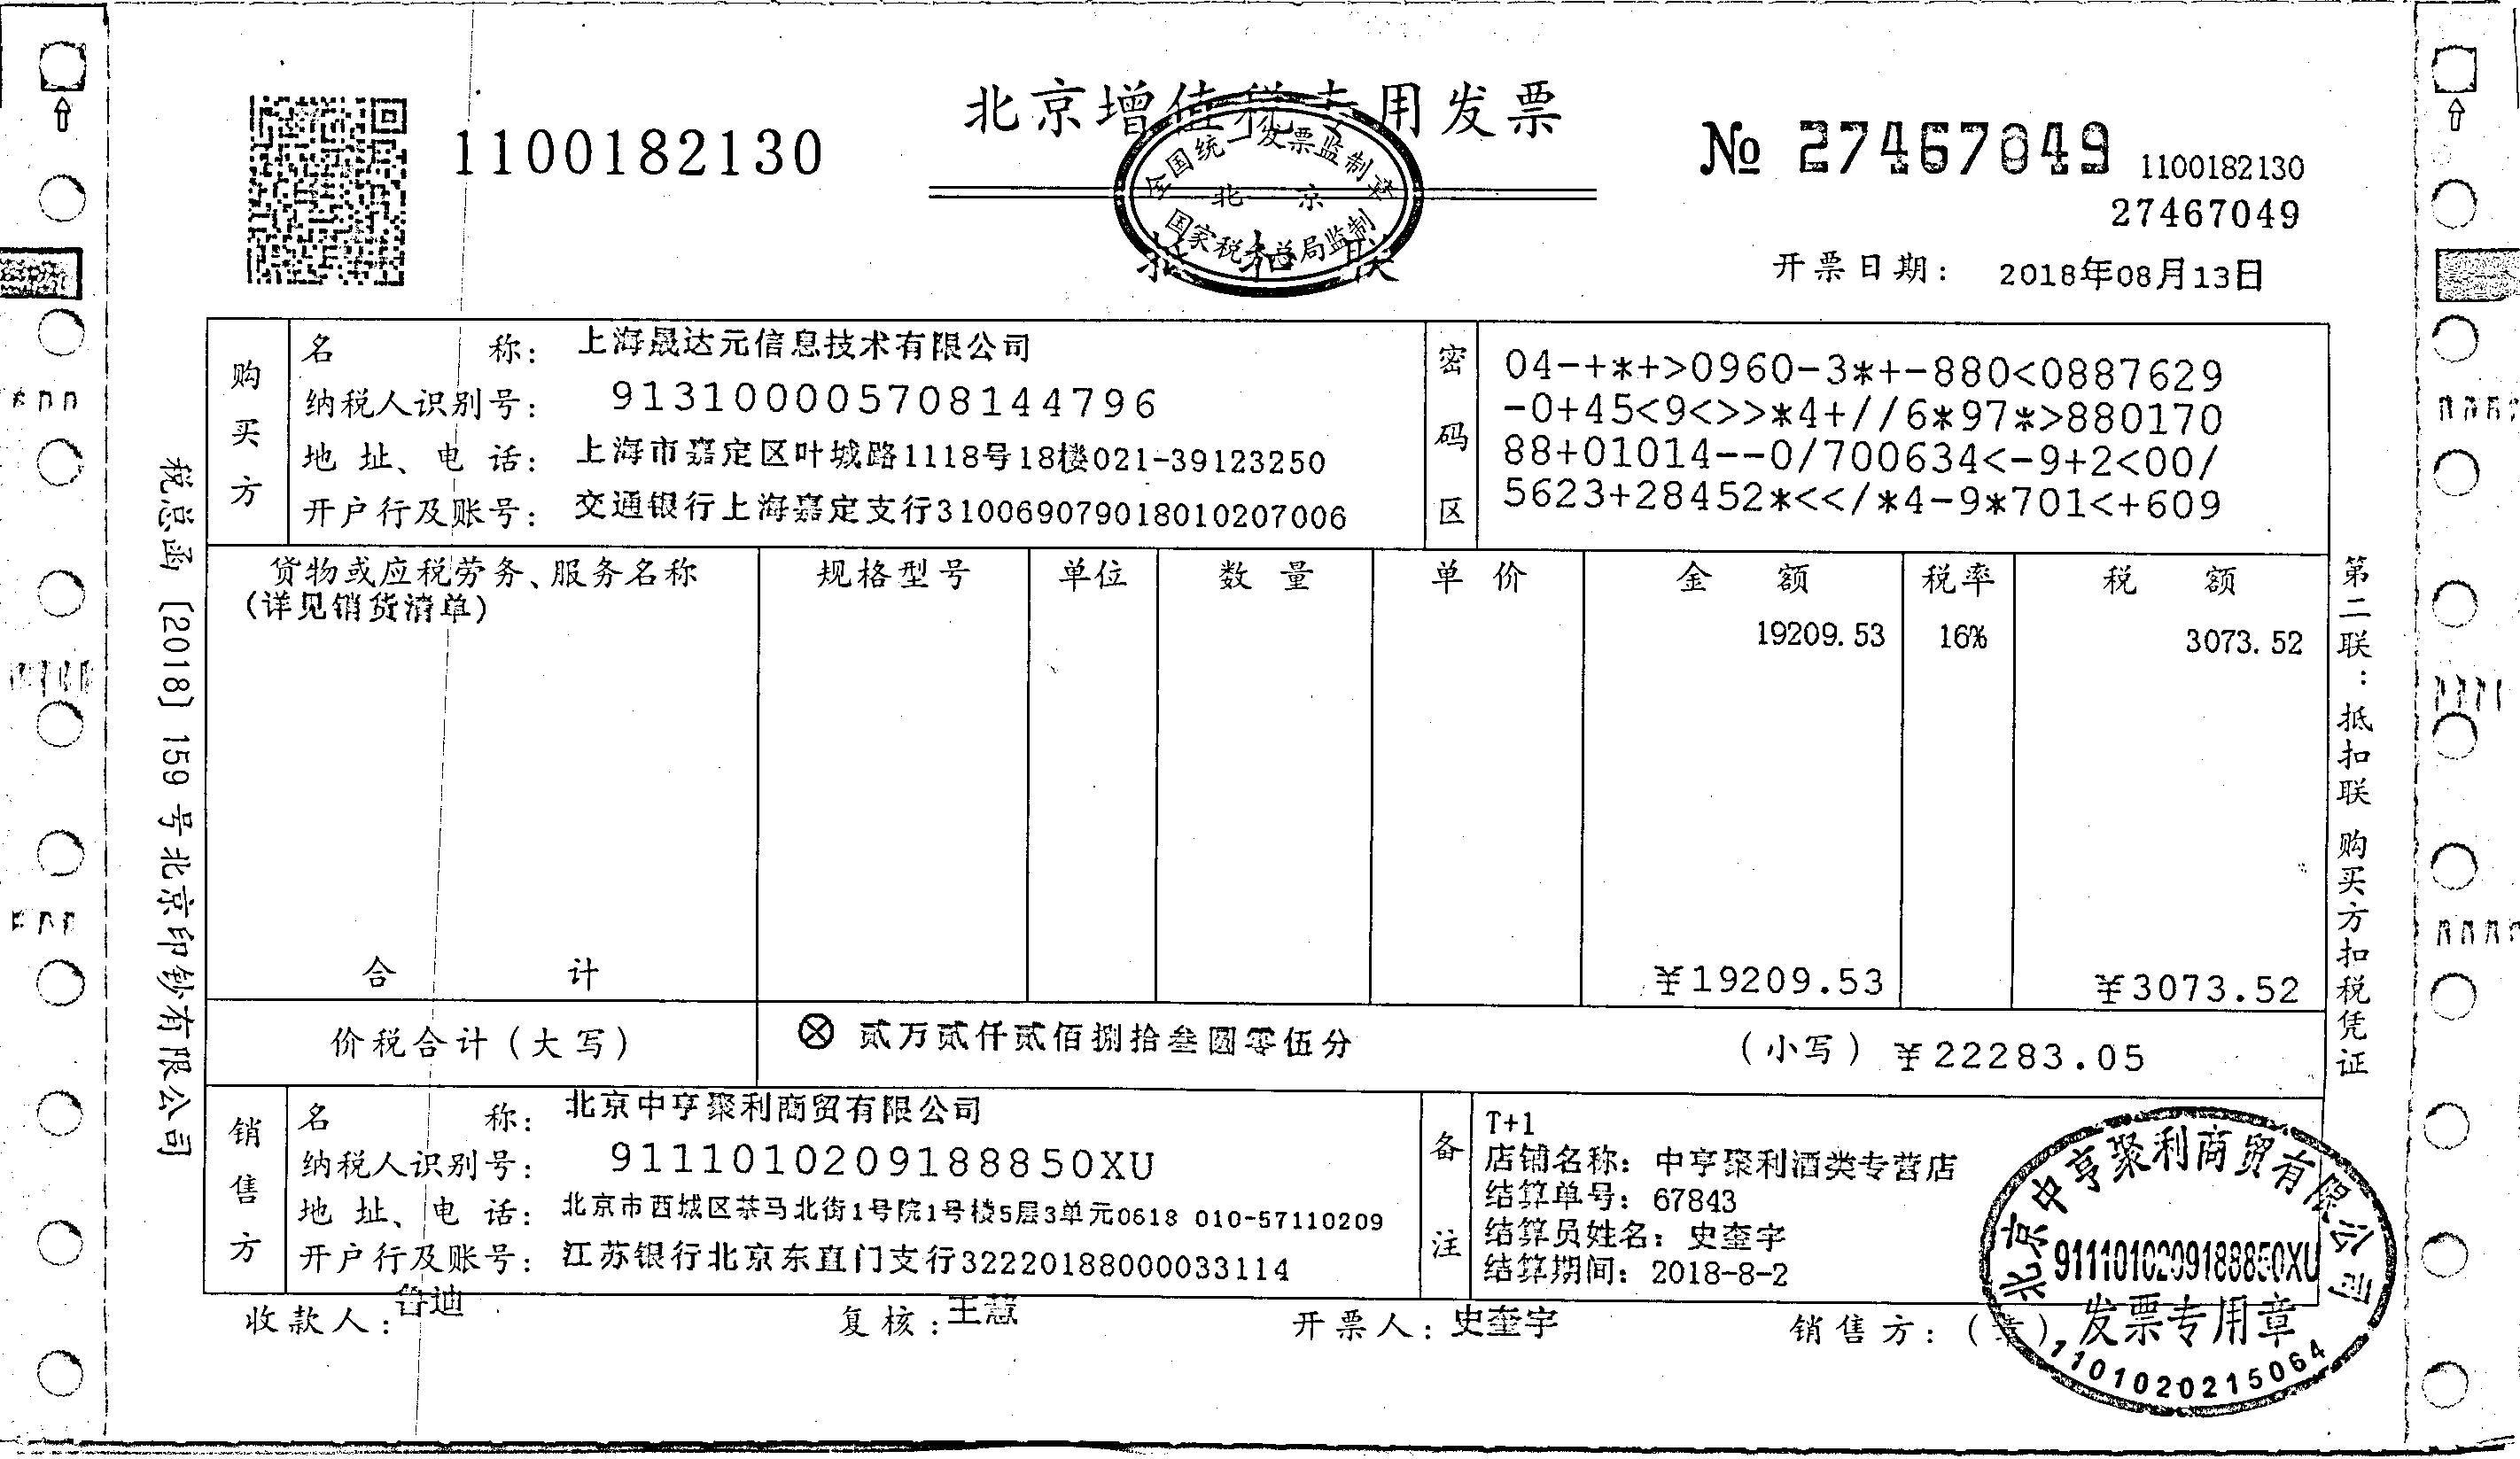 北京增值税专用发票
1100182130
№ 27467049
1100182130
27467049
全国统一发票监制章
北京
国家税务总局监制
抵扣联
开票日期: 2018年08月13日
购买方
名称: 上海晟达元信息技术有限公司
纳税人识别号: 913100005708144796
地址、电话: 上海市嘉定区叶城路1118号18楼021-39123250
开户行及账号: 交通银行上海嘉定支行310069079018010207006
密码区
04-+*+>0960-3*+-880<0887629
-0+45<9<>>*4+//6*97*>880170
88+01014--0/700634<-9+2<00/
5623+28452*<</*4-9*701<+609
货物或应税劳务、服务名称 规格型号 单位 数量 单价 金额 税率 税额
(详见销货清单)
19209.53 16% 3073.52
合计 ¥19209.53 ¥3073.52
价税合计(大写) ⊗ 贰万贰仟贰佰捌拾叁圆零伍分 (小写) ¥22283.05
销售方
名称: 北京中亨聚利商贸有限公司
纳税人识别号: 9111010209188850XU
地址、电话: 北京市西城区茶马北街1号院1号楼5层3单元0618 010-57110209
开户行及账号: 江苏银行北京东直门支行32220188000033114
备注
T+1
店铺名称: 中亨聚利酒类专营店
结算单号: 67843
结算员姓名: 史奎宇
结算期间: 2018-8-2
收款人: 鲁迪 复核: 王慧 开票人: 史奎宇 销售方: (章)
北京中亨聚利商贸有限公司
9111010209188850XU
发票专用章
1101020215064
税总函〔2018〕159号北京印钞有限公司
第二联: 抵扣联 购买方扣税凭证